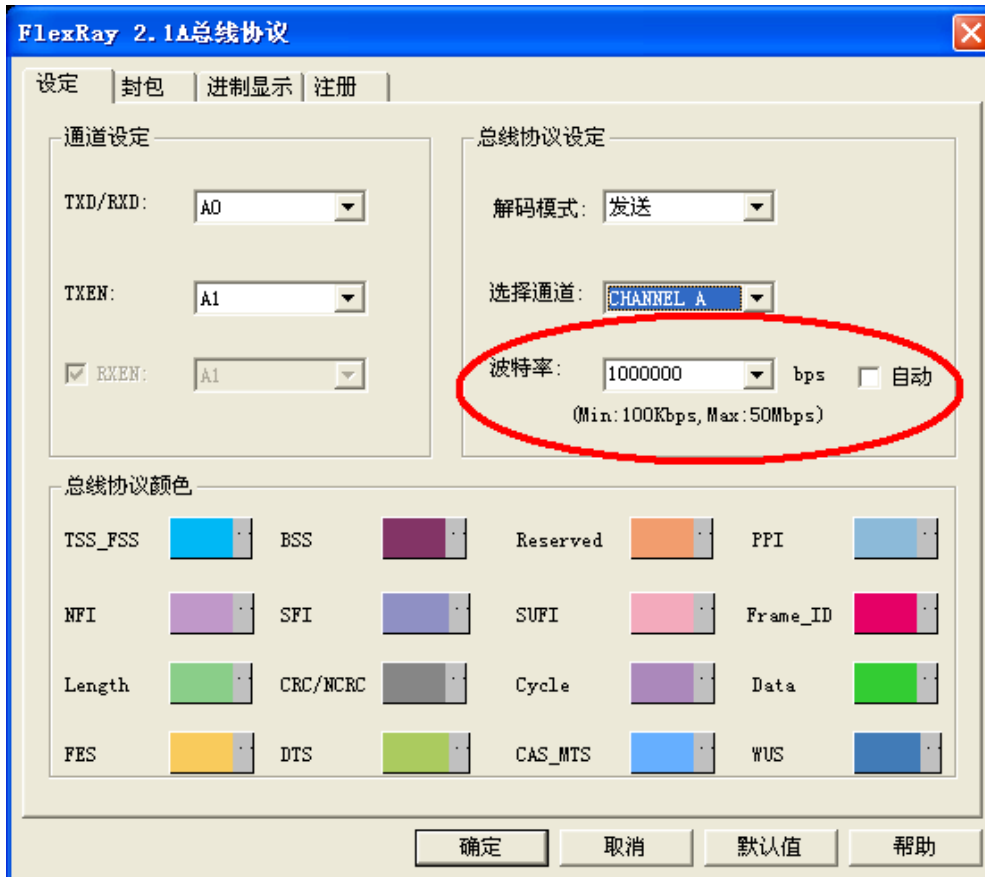 FlexRay 2.1A总线协议
设定 封包 进制显示 注册
通道设定
TXD/RXD: A0
TXEN: A1
RXEN: A1
总线协议设定
解码模式: 发送
选择通道: CHANNEL A
波特率: 1000000 bps 自动
(Min:100Kbps,Max:50Mbps)
总线协议颜色
TSS_FSS BSS Reserved PPI
NFI SFI SUFI Frame_ID
Length CRC/NCRC Cycle Data
FES DTS CAS_MTS WUS
确定 取消 默认值 帮助